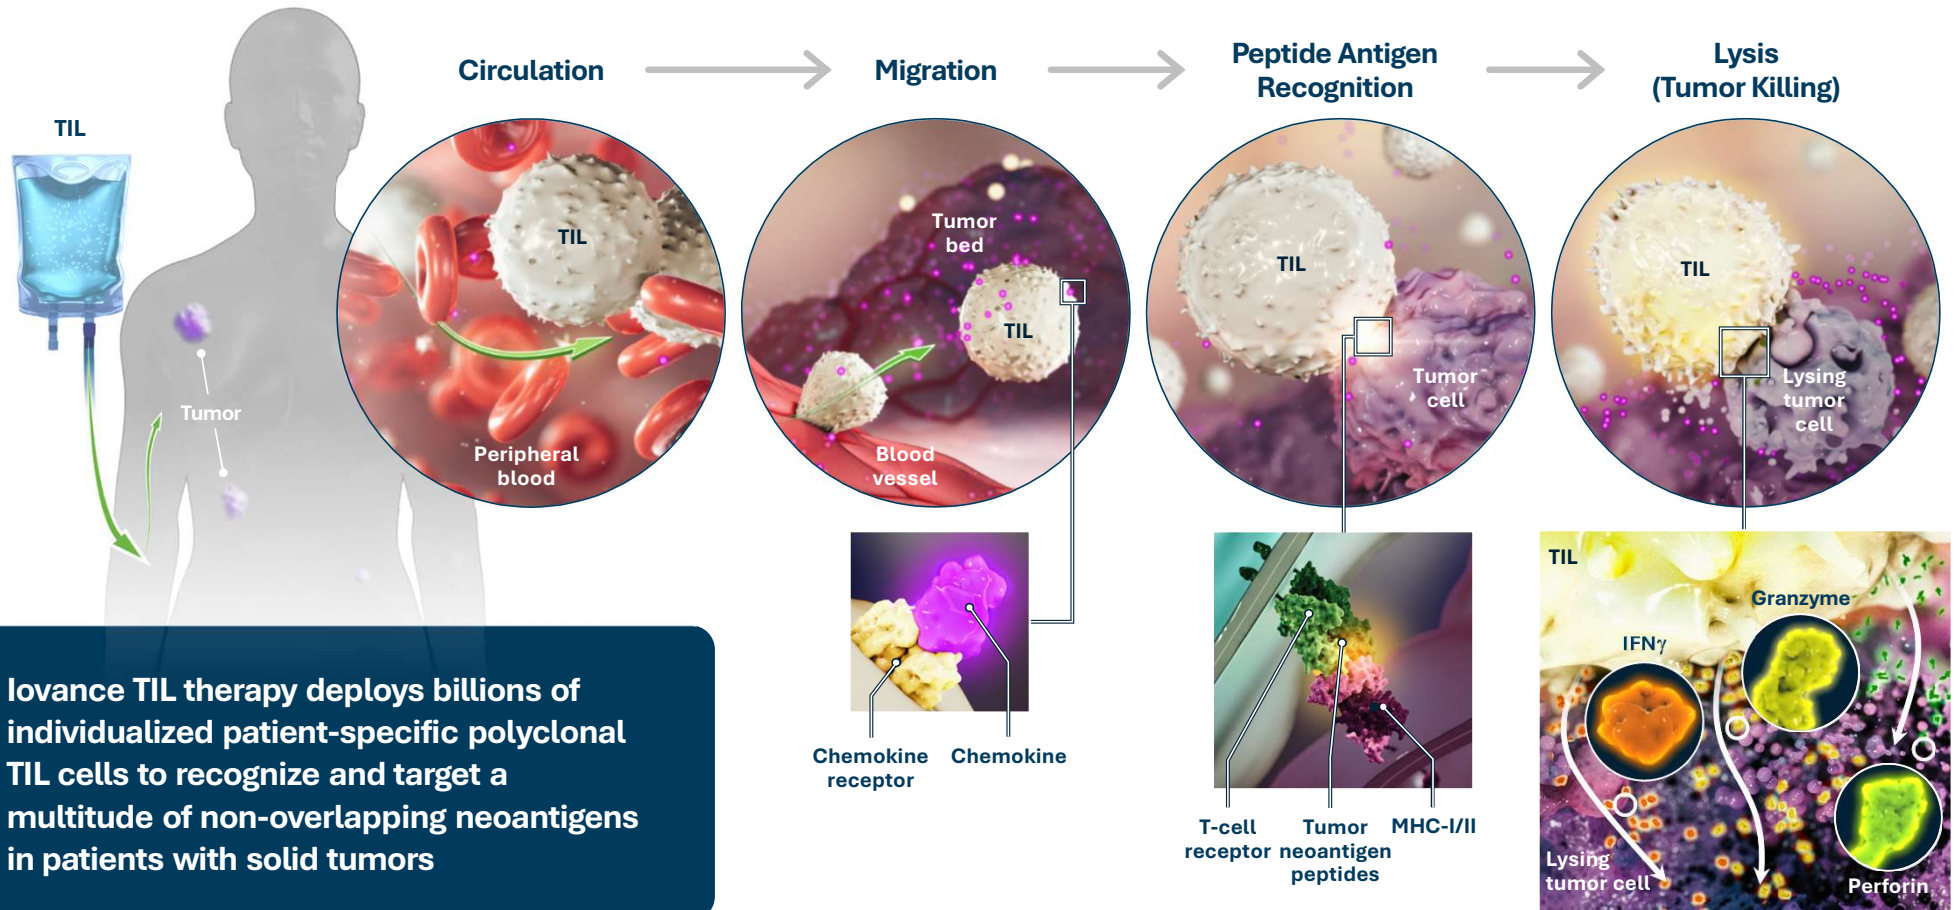 TIL
Tumor
Circulation
Migration
Peptide Antigen
Recognition
Lysis
(Tumor Killing)
TIL
Peripheral
blood
Tumor
bed
TIL
Blood
vessel
TIL
Tumor
cell
TIL
Lysing
tumor
cell
Chemokine
receptor
Chemokine
T-cell
receptor
Tumor
neoantigen
peptides
MHC-I/II
TIL
Granzyme
IFNγ
Lysing
tumor cell
Perforin
Iovance TIL therapy deploys billions of
individualized patient-specific polyclonal
TIL cells to recognize and target a
multitude of non-overlapping neoantigens
in patients with solid tumors